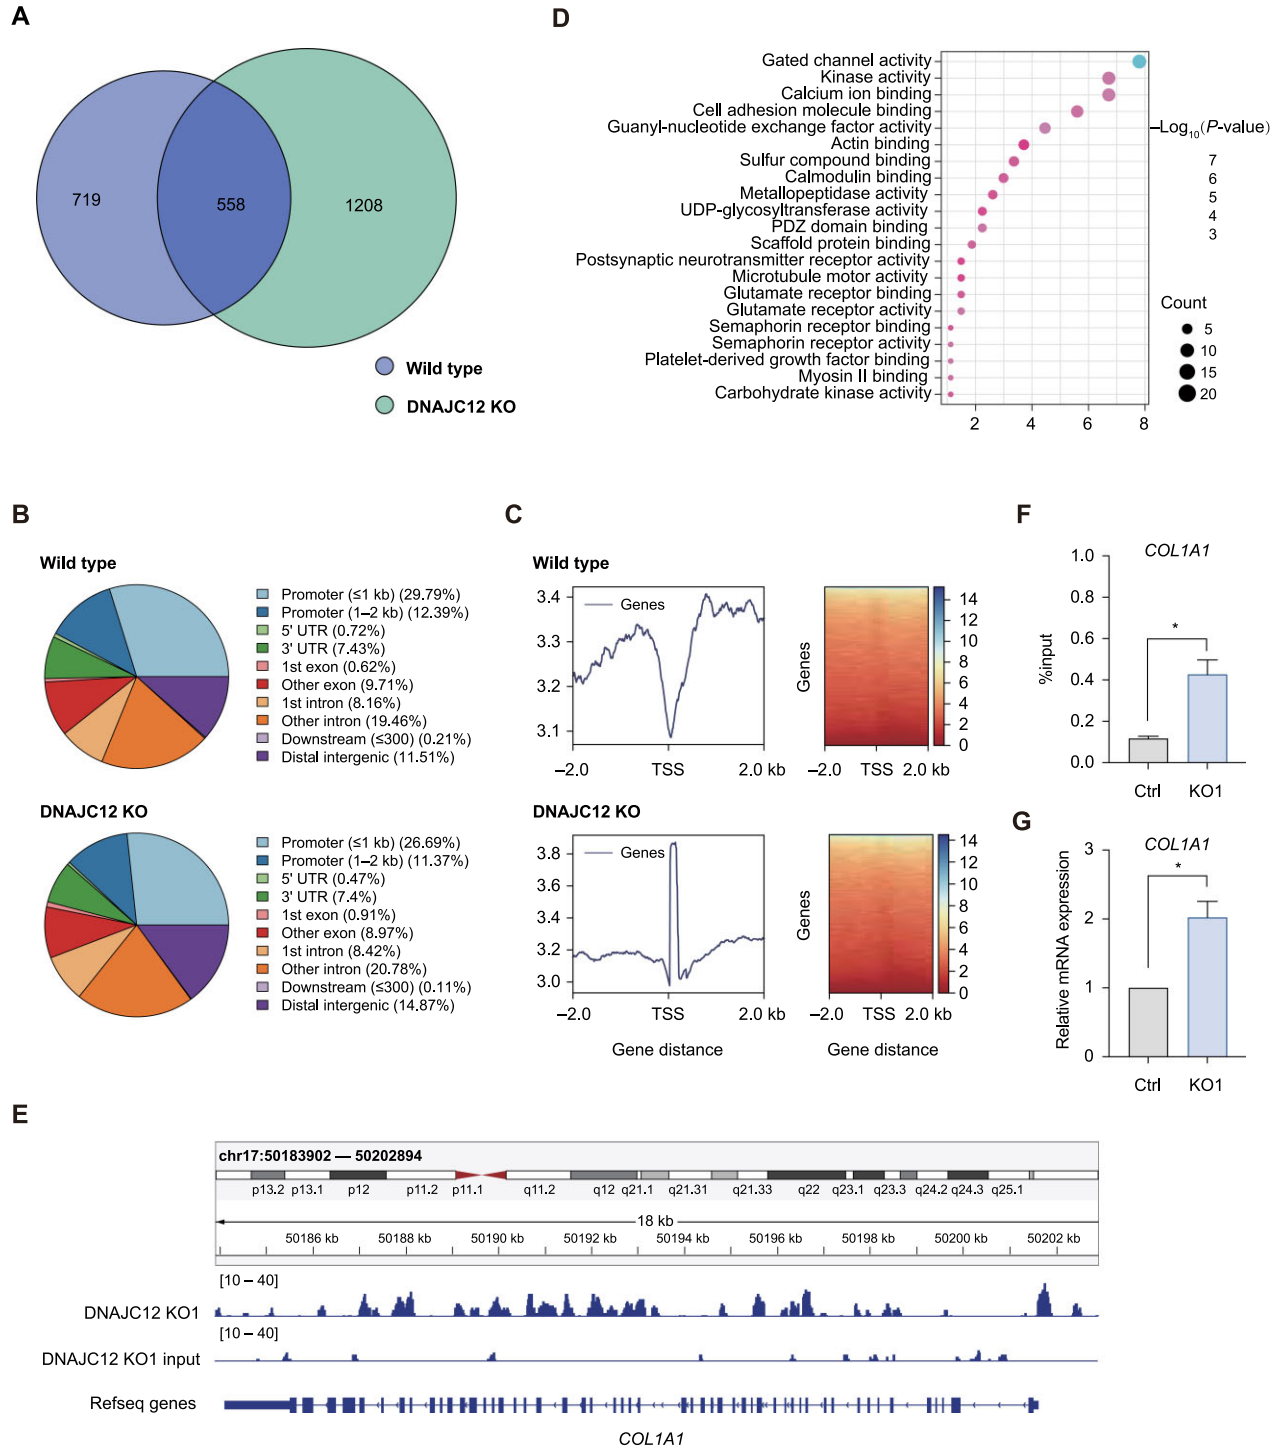 A
719
558
1208
Wild type
DNAJC12 KO
D
Gated channel activity
Kinase activity
Calcium ion binding
Cell adhesion molecule binding
Guanyl-nucleotide exchange factor activity
Actin binding
Sulfur compound binding
Calmodulin binding
Metallopeptidase activity
UDP-glycosyltransferase activity
PDZ domain binding
Scaffold protein binding
Postsynaptic neurotransmitter receptor activity
Microtubule motor activity
Glutamate receptor binding
Glutamate receptor activity
Semaphorin receptor binding
Semaphorin receptor activity
Platelet-derived growth factor binding
Myosin II binding
Carbohydrate kinase activity
2 4 6 8
–Log10(P-value)
7
6
5
4
3
Count
5
10
15
20
B
Wild type
Promoter (≤1 kb) (29.79%)
Promoter (1–2 kb) (12.39%)
5' UTR (0.72%)
3' UTR (7.43%)
1st exon (0.62%)
Other exon (9.71%)
1st intron (8.16%)
Other intron (19.46%)
Downstream (≤300) (0.21%)
Distal intergenic (11.51%)
DNAJC12 KO
Promoter (≤1 kb) (26.69%)
Promoter (1–2 kb) (11.37%)
5' UTR (0.47%)
3' UTR (7.4%)
1st exon (0.91%)
Other exon (8.97%)
1st intron (8.42%)
Other intron (20.78%)
Downstream (≤300) (0.11%)
Distal intergenic (14.87%)
C
Wild type
Genes
3.4
3.3
3.2
3.1
–2.0 TSS 2.0 kb
Genes
14
12
10
8
6
4
2
0
–2.0 TSS 2.0 kb
DNAJC12 KO
Genes
3.8
3.6
3.4
3.2
3.0
–2.0 TSS 2.0 kb
Gene distance
Genes
14
12
10
8
6
4
2
0
–2.0 TSS 2.0 kb
Gene distance
F
COL1A1
%input
1.0
0.8
0.6
0.4
0.2
0.0
*
Ctrl KO1
G
COL1A1
Relative mRNA expression
3
2
1
0
*
Ctrl KO1
E
chr17:50183902 — 50202894
p13.2 p13.1 p12 p11.2 p11.1 q11.2 q12 q21.1 q21.31 q21.33 q22 q23.1 q23.3 q24.2 q24.3 q25.1
18 kb
50186 kb 50188 kb 50190 kb 50192 kb 50194 kb 50196 kb 50198 kb 50200 kb 50202 kb
[10 – 40]
DNAJC12 KO1
[10 – 40]
DNAJC12 KO1 input
Refseq genes
COL1A1